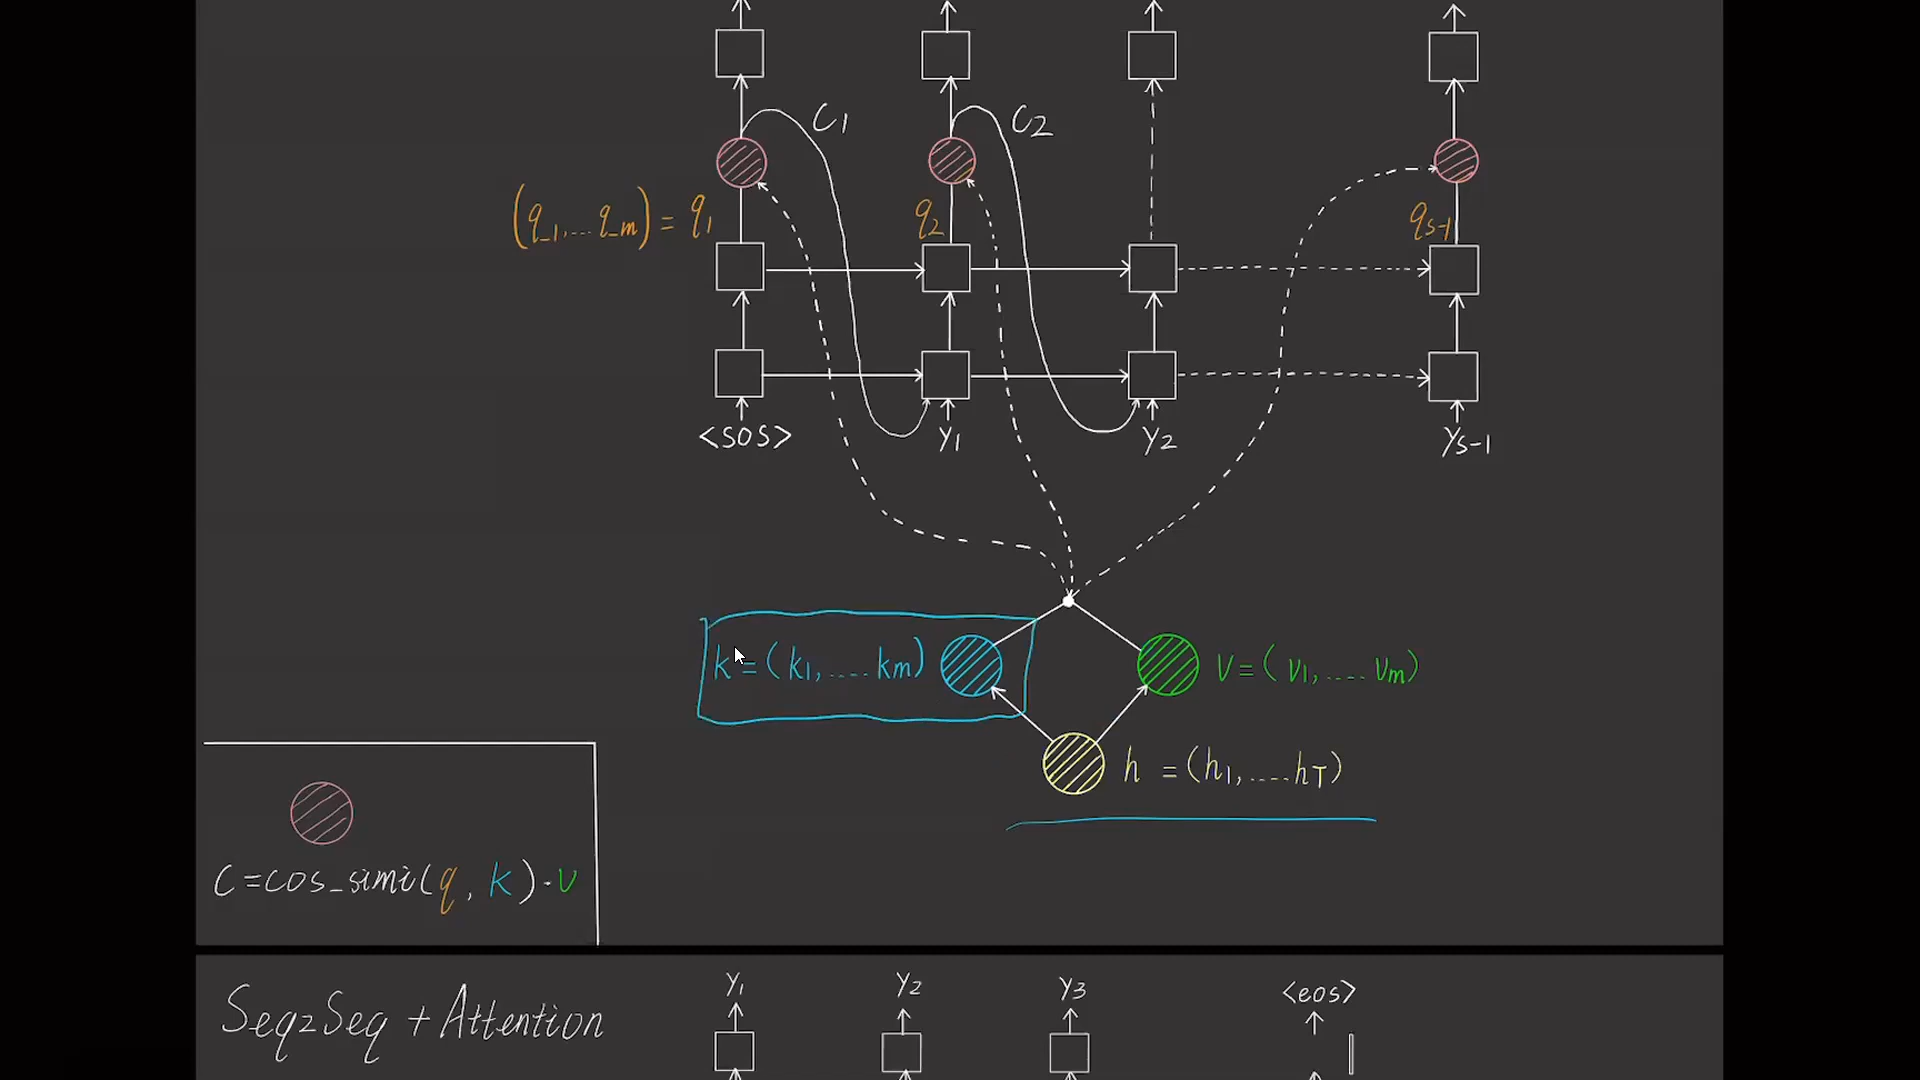 C1 C2
(q_1,...q_m) = q1 q2 qs-1
<sos> y1 y2 ys-1
k = (k1,....km) v = (v1,....vm)
h = (h1,....hT)
C=cos_simi(q, k)·v
Seq2Seq + Attention
y1 y2 y3 <eos>